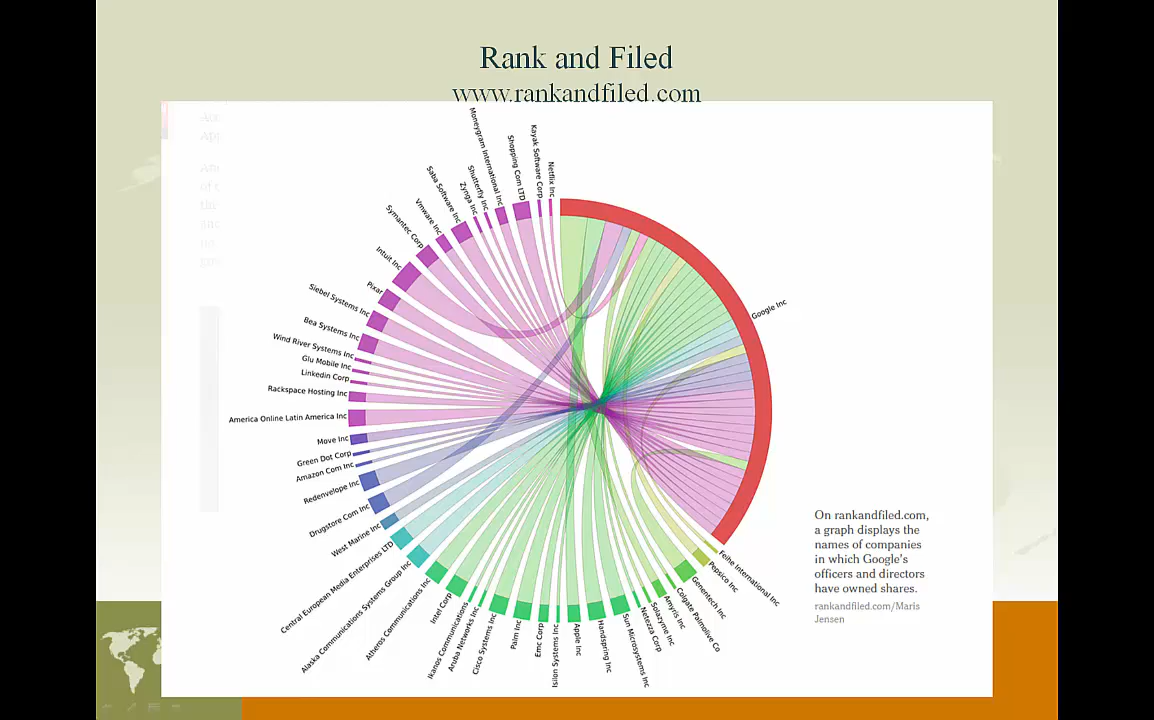 Rank and Filed
www.rankandfiled.com
Netflix Inc
Kayak Software Corp
Shopping Com LTD
Moneygram International Inc
Shutterfly Inc
Zynga Inc
Saba Software Inc
Vmware Inc
Symantec Corp
Intuit Inc
Pixar
Siebel Systems Inc
Bea Systems Inc
Wind River Systems Inc
Glu Mobile Inc
Linkedin Corp
Rackspace Hosting Inc
America Online Latin America Inc
Move Inc
Green Dot Corp
Amazon Com Inc
Redenvelope Inc
Drugstore Com Inc
West Marine Inc
Central European Media Enterprises LTD
Alaska Communications Systems Group Inc
Atheros Communications Inc
Intel Corp
Ikanos Communications
Aruba Networks Inc
Cisco Systems Inc
Palm Inc
Emc Corp
Isilon Systems Inc
Apple Inc
Handspring Inc
Sun Microsystems Inc
Netezza Corp
Solazyme Inc
Amyris Inc
Colgate Palmolive Co
Genentech Inc
Pepsico Inc
Feihe International Inc
Google Inc
On rankandfiled.com,
a graph displays the
names of companies
in which Google's
officers and directors
have owned shares.
rankandfiled.com/Maris
Jensen